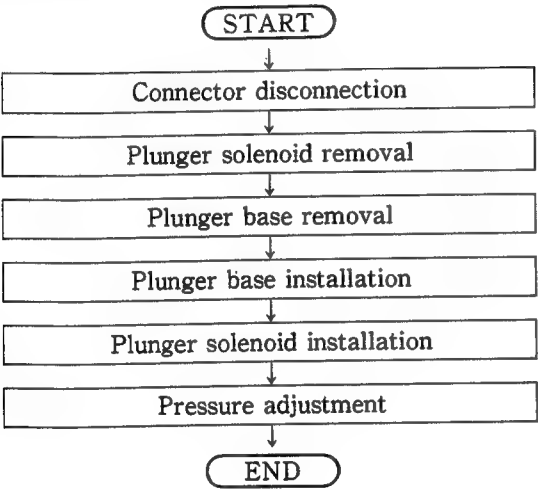 START
Connector disconnection
Plunger solenoid removal
Plunger base removal
Plunger base installation
Plunger solenoid installation
Pressure adjustment
END